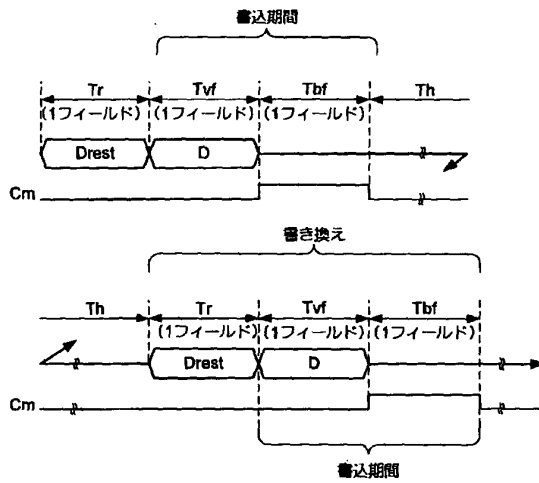 書込期間
Tr Tvf Tbf Th
(1フィールド) (1フィールド) (1フィールド)
Drest D
Cm
書き換え
Th Tr Tvf Tbf
(1フィールド) (1フィールド) (1フィールド)
Drest D
Cm
書込期間